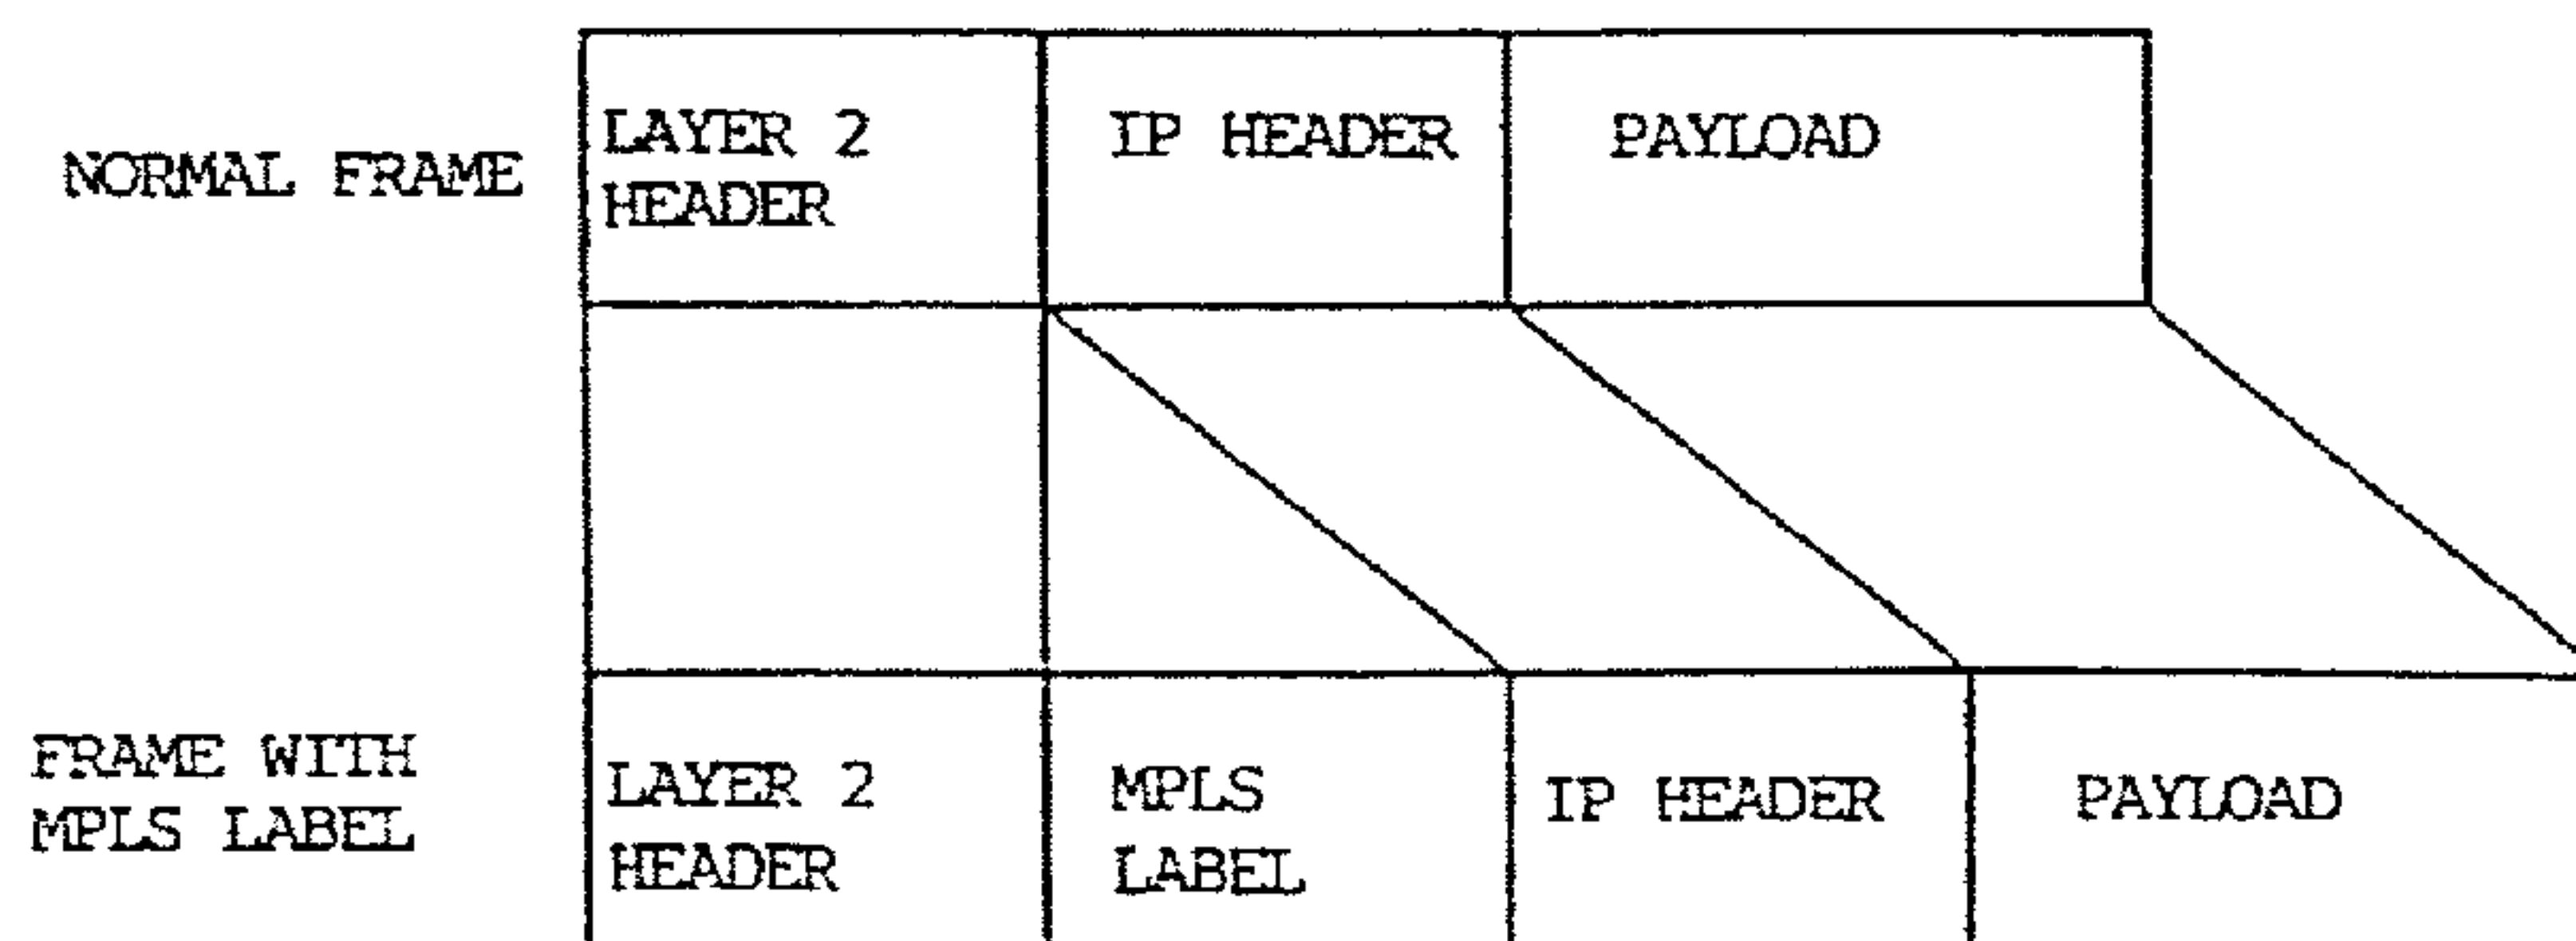 NORMAL FRAME
LAYER 2
HEADER
IP HEADER
PAYLOAD
FRAME WITH
MPLS LABEL
LAYER 2
HEADER
MPLS
LABEL
IP HEADER
PAYLOAD